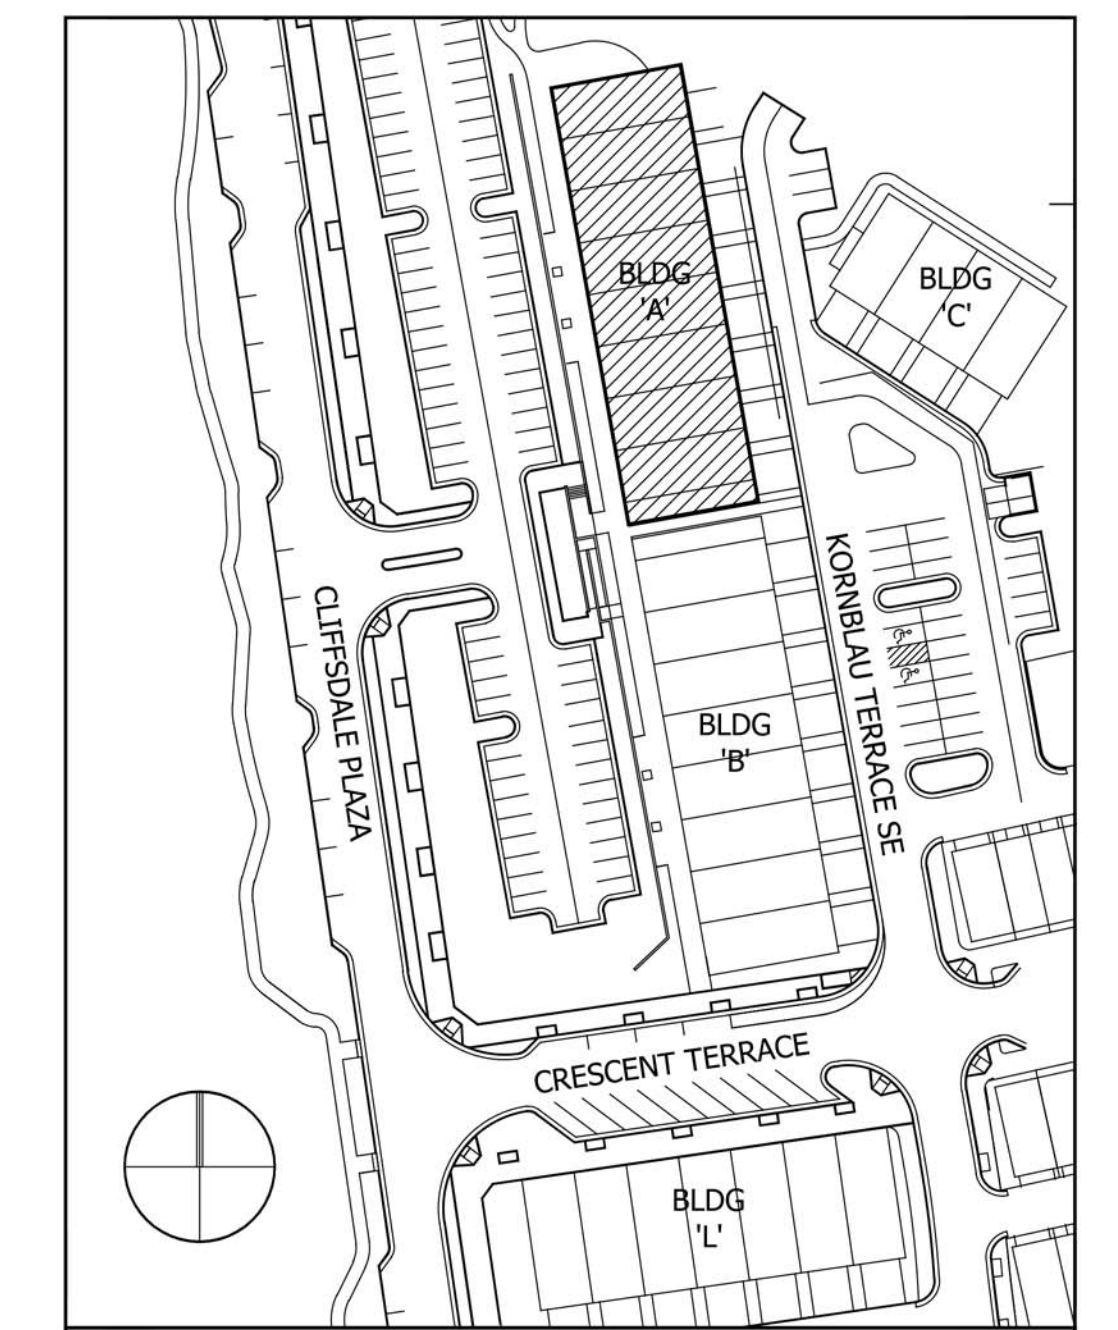 BLDG
'A'
BLDG
'C'
CLIFFSDALE PLAZA
KORNBLAU TERRACE SE
BLDG
'B'
CRESCENT TERRACE
BLDG
'L'